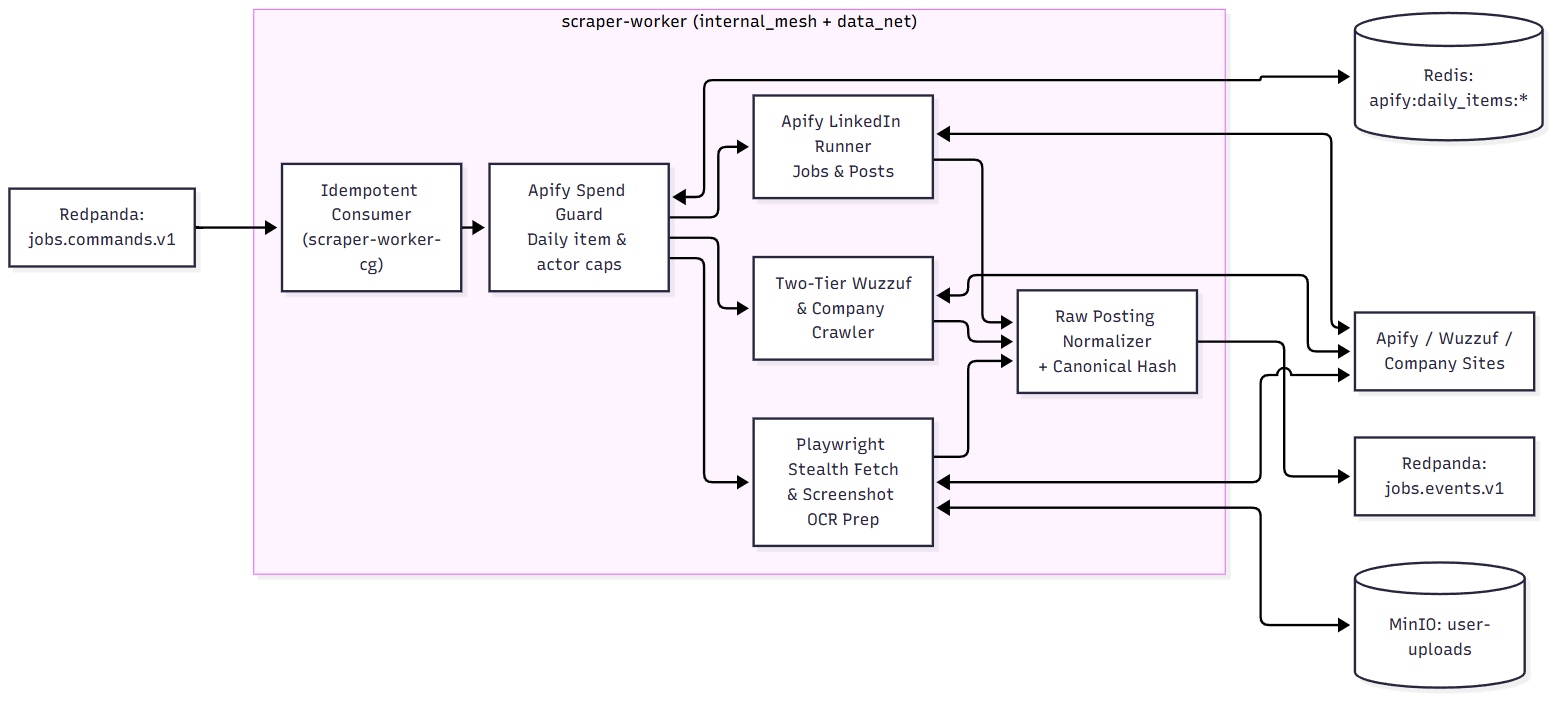 scraper-worker (internal_mesh + data_net)
Redpanda:
jobs.commands.v1
Idempotent
Consumer
(scraper-worker-
cg)
Apify Spend
Guard
Daily item &
actor caps
Apify LinkedIn
Runner
Jobs & Posts
Two-Tier Wuzzuf
& Company
Crawler
Playwright
Stealth Fetch
& Screenshot
OCR Prep
Raw Posting
Normalizer
+ Canonical Hash
Redis:
apify:daily_items:*
Apify / Wuzzuf /
Company Sites
Redpanda:
jobs.events.v1
MinIO: user-
uploads